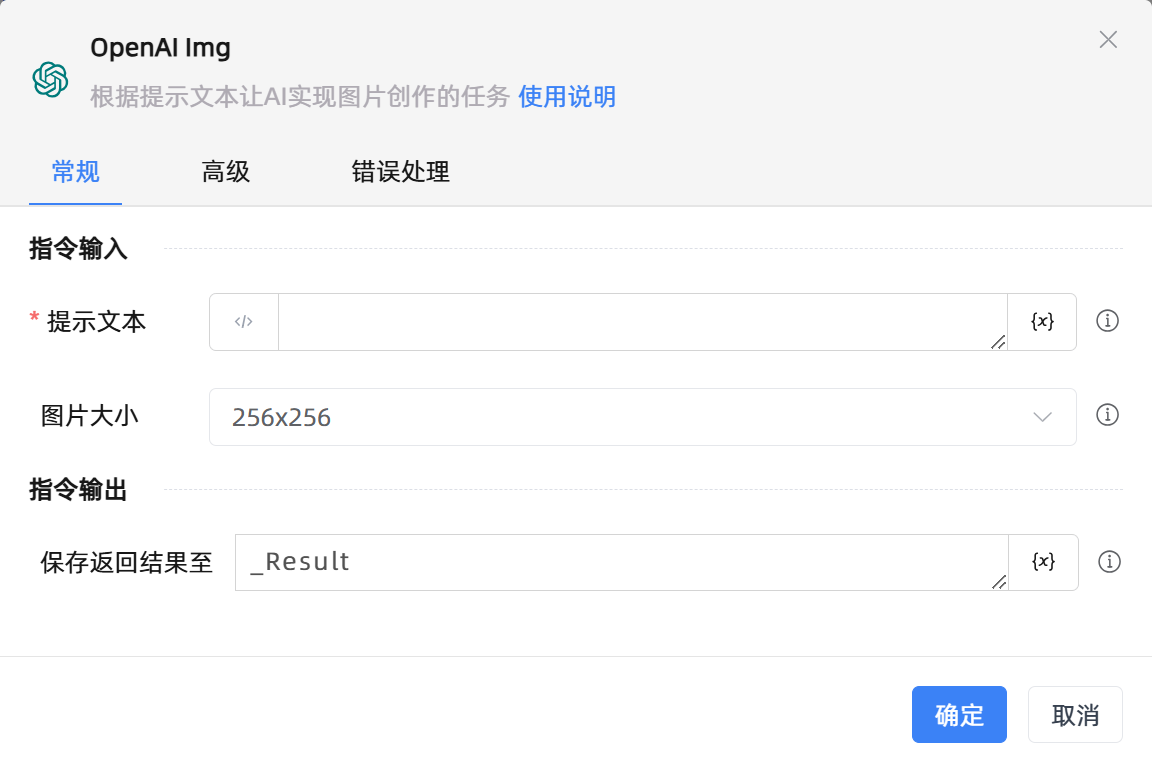 OpenAI Img
根据提示文本让AI实现图片创作的任务 使用说明
常规 高级 错误处理
指令输入
* 提示文本 </> {x}
图片大小 256x256
指令输出
保存返回结果至 _Result {x}
确定 取消